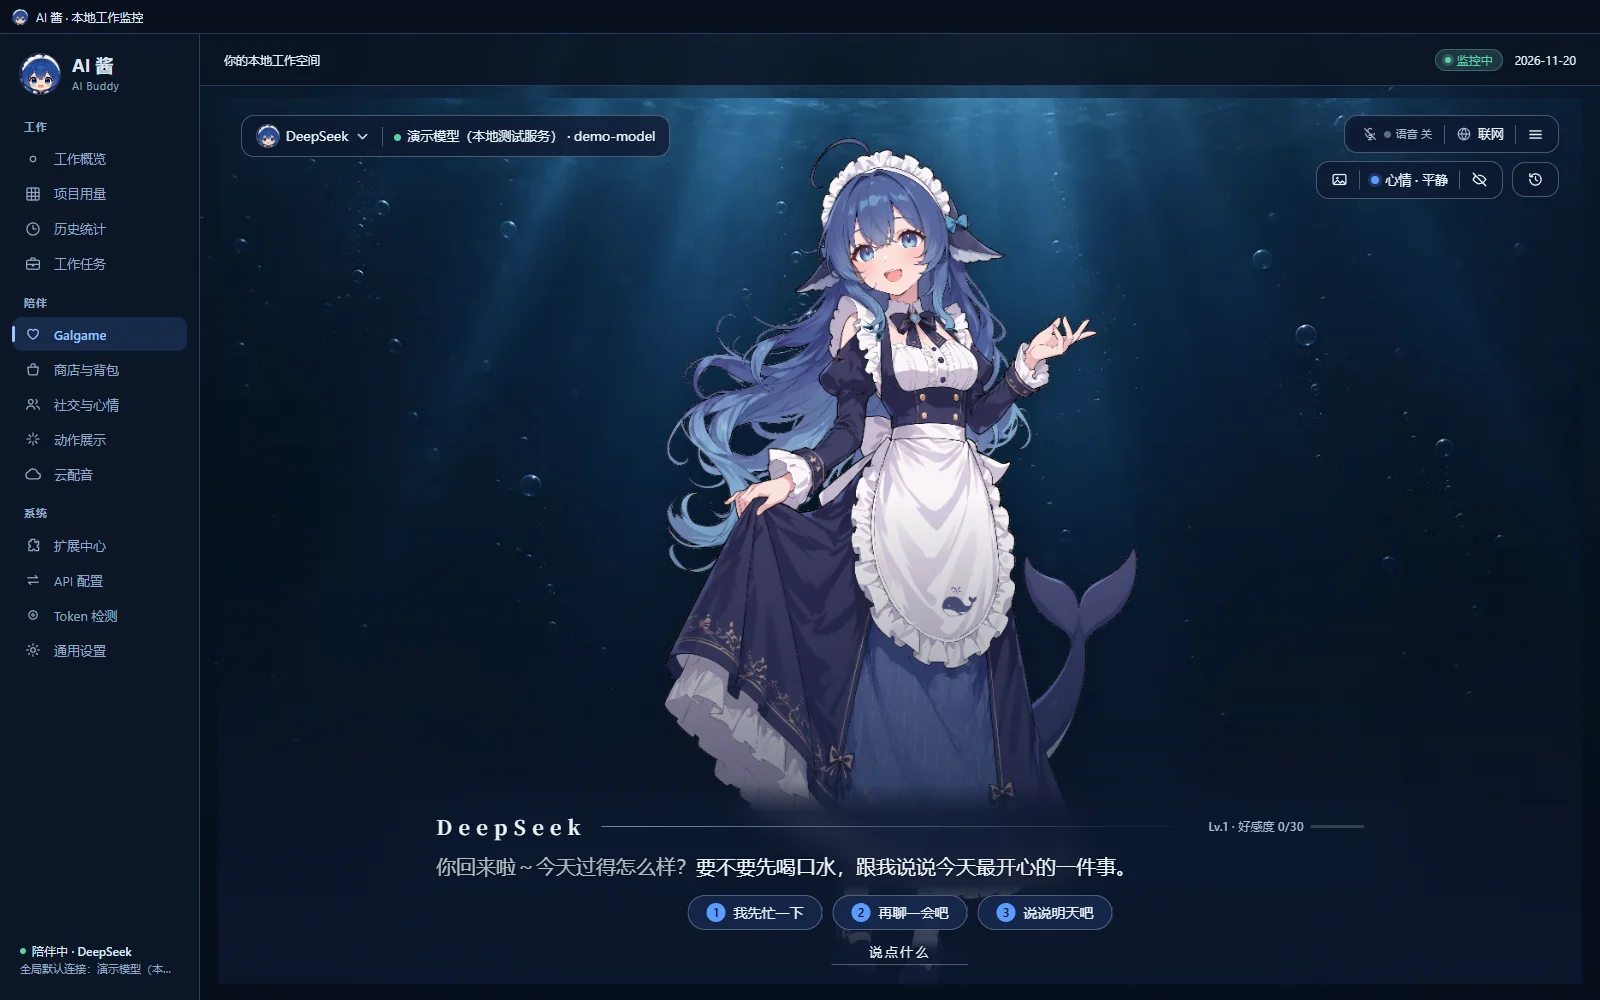 AI 酱 · 本地工作监控
AI 酱
AI Buddy
工作
工作概览
项目用量
历史统计
工作任务
陪伴
Galgame
商店与背包
社交与心情
动作展示
云配音
系统
扩展中心
API 配置
Token 检测
通用设置
陪伴中 · DeepSeek
全局默认连接：演示模型（本...
你的本地工作空间
监控中
2026-11-20
DeepSeek
演示模型（本地测试服务） · demo-model
语音 关
联网
心情 · 平静
DeepSeek
Lv.1 · 好感度 0/30
你回来啦～今天过得怎么样？要不要先喝口水，跟我说说今天最开心的一件事。
1 我先忙一下
2 再聊一会吧
3 说说明天吧
说点什么